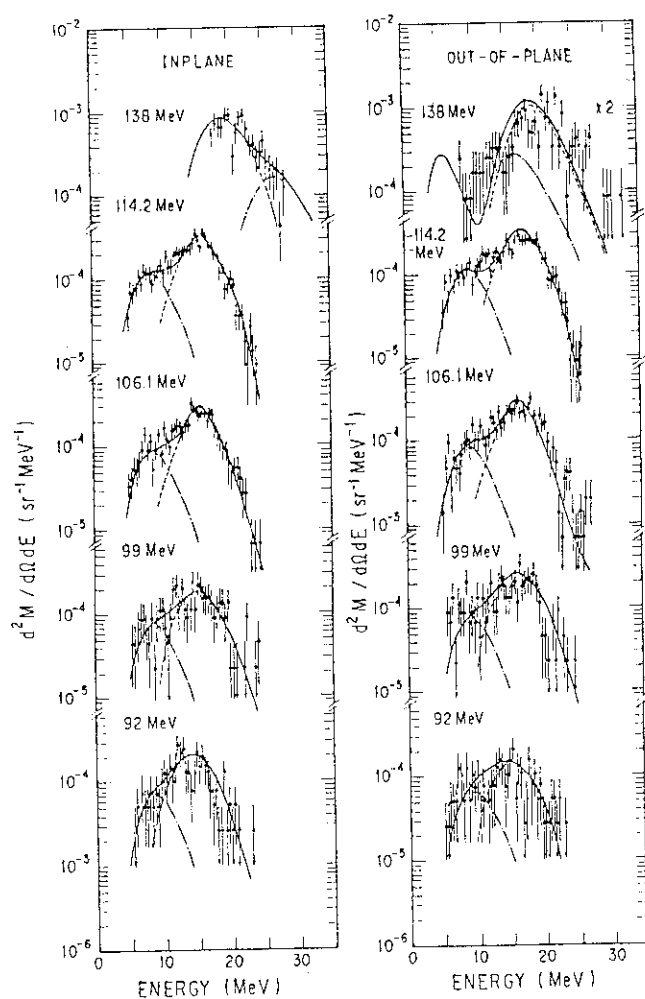 INPLANE
d²M / dΩdE ( sr⁻¹ MeV⁻¹ )
10⁻²
10⁻³
10⁻⁴
10⁻⁴
10⁻⁵
10⁻⁴
10⁻⁵
10⁻⁴
10⁻⁵
10⁻⁴
10⁻⁵
10⁻⁶
138 MeV
114.2 MeV
106.1 MeV
99 MeV
92 MeV
0 10 20 30
ENERGY (MeV)
OUT-OF-PLANE
d²M / dΩdE ( sr⁻¹ MeV⁻¹ )
10⁻²
10⁻³
10⁻⁴
10⁻⁴
10⁻⁵
10⁻⁴
10⁻⁵
10⁻⁴
10⁻⁵
10⁻⁴
10⁻⁵
10⁻⁶
138 MeV
x 2
114.2
MeV
106.1 MeV
99 MeV
92 MeV
0 10 20 30
ENERGY (MeV)